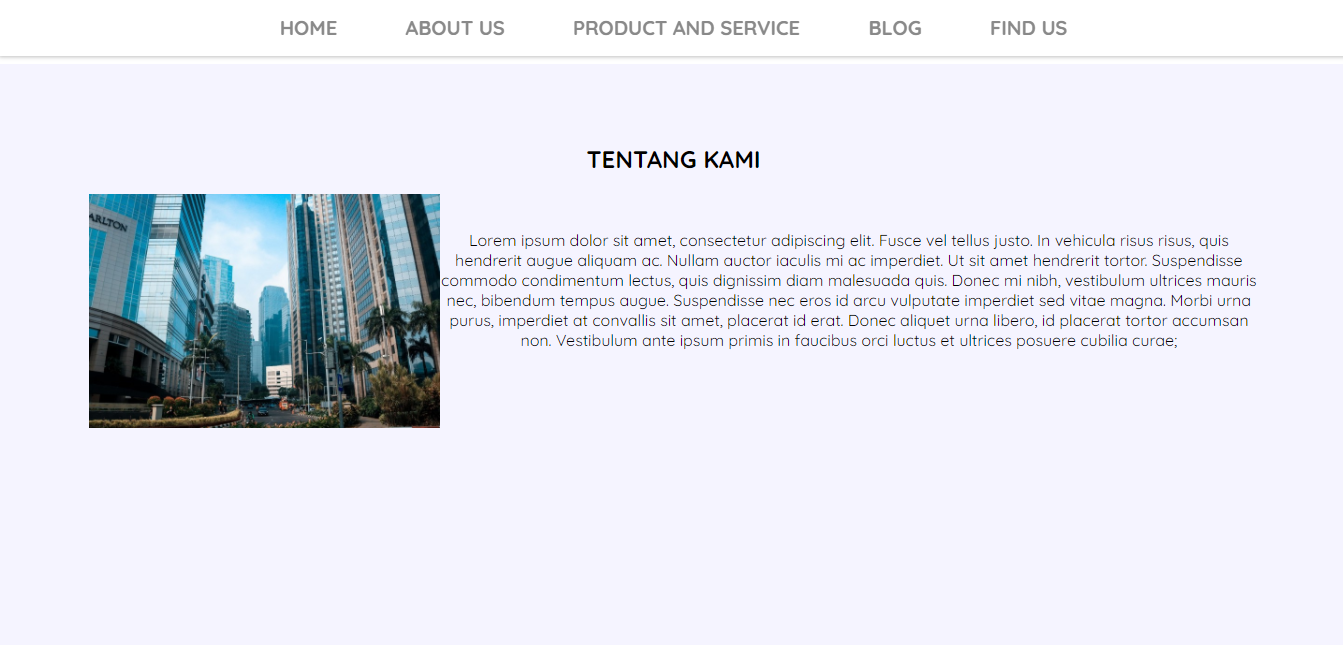 HOME ABOUT US PRODUCT AND SERVICE BLOG FIND US
TENTANG KAMI
ARLTON
Lorem ipsum dolor sit amet, consectetur adipiscing elit. Fusce vel tellus justo. In vehicula risus risus, quis
hendrerit augue aliquam ac. Nullam auctor iaculis mi ac imperdiet. Ut sit amet hendrerit tortor. Suspendisse
commodo condimentum lectus, quis dignissim diam malesuada quis. Donec mi nibh, vestibulum ultrices mauris
nec, bibendum tempus augue. Suspendisse nec eros id arcu vulputate imperdiet sed vitae magna. Morbi urna
purus, imperdiet at convallis sit amet, placerat id erat. Donec aliquet urna libero, id placerat tortor accumsan
non. Vestibulum ante ipsum primis in faucibus orci luctus et ultrices posuere cubilia curae;